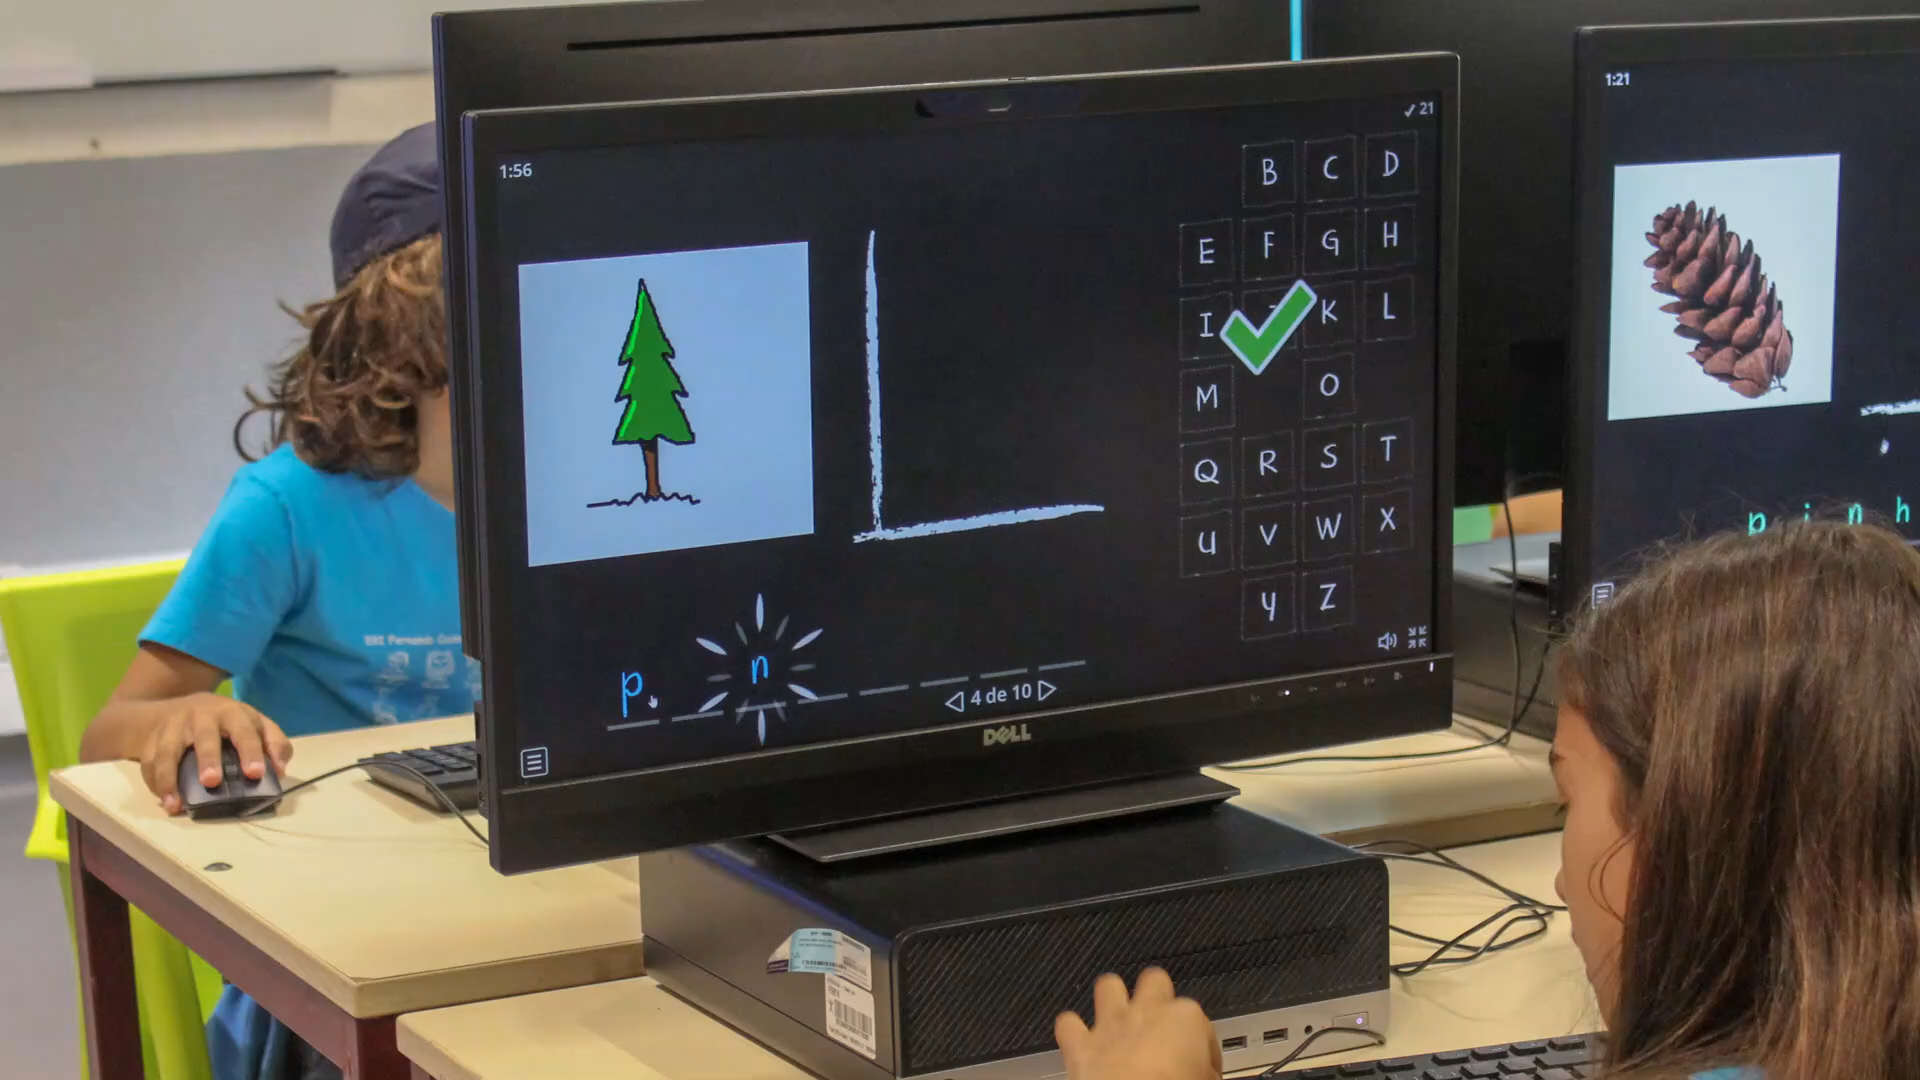 1:56
✓ 21
B C D
E F G H
I K L
M O
Q R S T
U V W X
Y Z
p n
4 de 10
DELL
1:21
p i n h